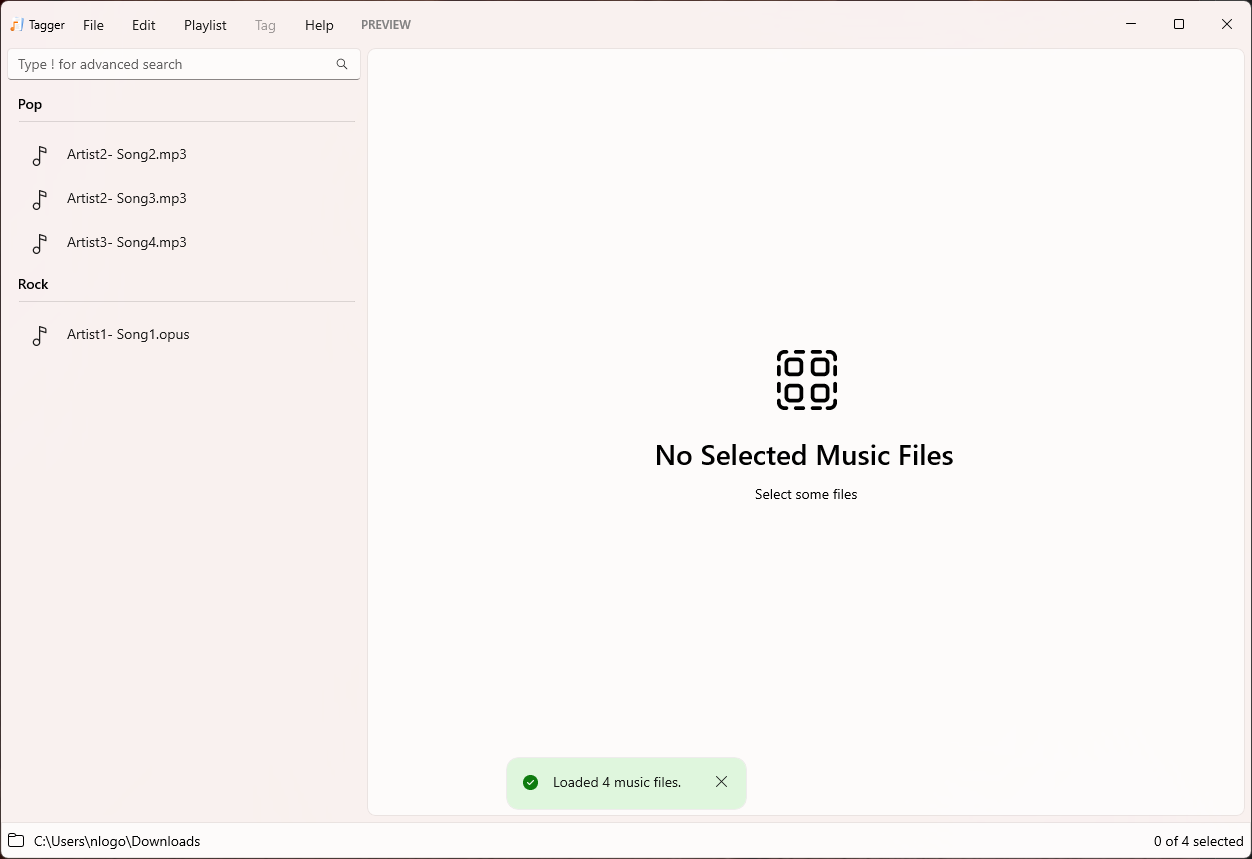 Tagger File Edit Playlist Tag Help PREVIEW
Type ! for advanced search
Pop
Artist2- Song2.mp3
Artist2- Song3.mp3
Artist3- Song4.mp3
Rock
Artist1- Song1.opus
No Selected Music Files
Select some files
Loaded 4 music files.
C:\Users\nlogo\Downloads
0 of 4 selected